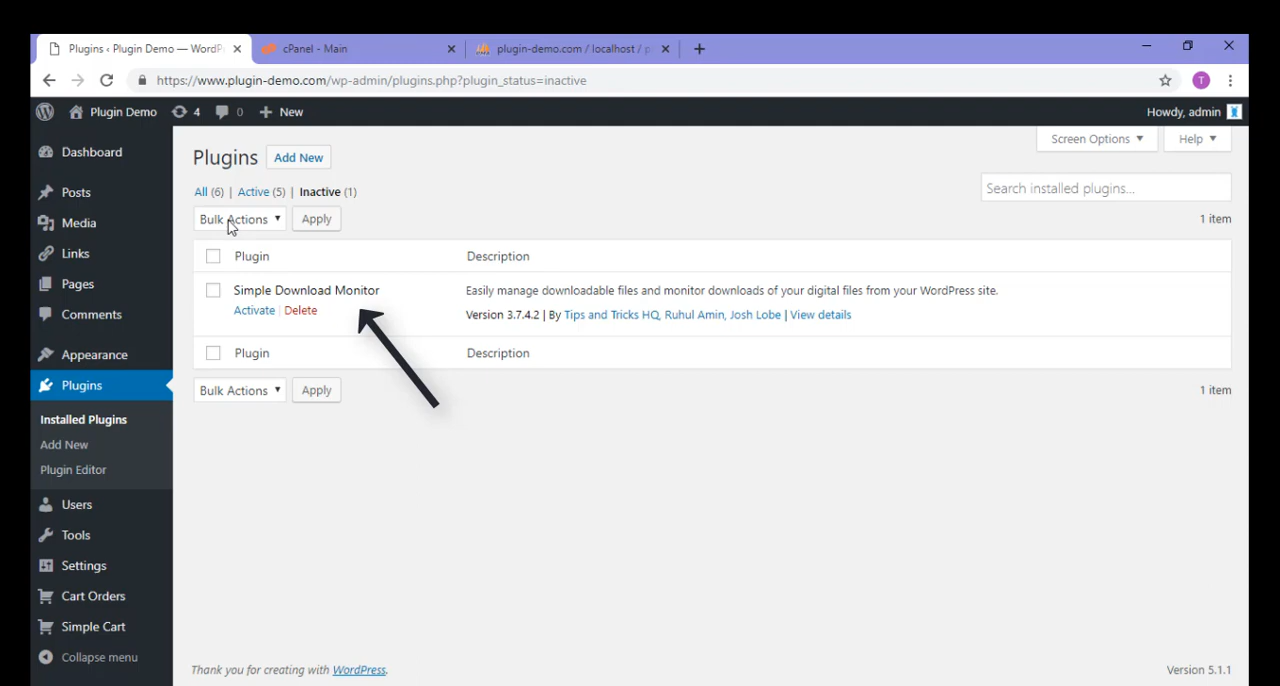 Plugins ‹ Plugin Demo — WordP
cPanel - Main
plugin-demo.com / localhost / p
https://www.plugin-demo.com/wp-admin/plugins.php?plugin_status=inactive
T
Plugin Demo 4 0 New
Howdy, admin
Dashboard
Posts
Media
Links
Pages
Comments
Appearance
Plugins
Installed Plugins
Add New
Plugin Editor
Users
Tools
Settings
Cart Orders
Simple Cart
Collapse menu
Screen Options ▼
Help ▼
Plugins Add New
All (6) | Active (5) | Inactive (1)
Search installed plugins...
Bulk Actions ▼ Apply
1 item
Plugin Description
Simple Download Monitor
Activate | Delete
Easily manage downloadable files and monitor downloads of your digital files from your WordPress site.
Version 3.7.4.2 | By Tips and Tricks HQ, Ruhul Amin, Josh Lobe | View details
Plugin Description
Bulk Actions ▼ Apply
1 item
Thank you for creating with WordPress.
Version 5.1.1